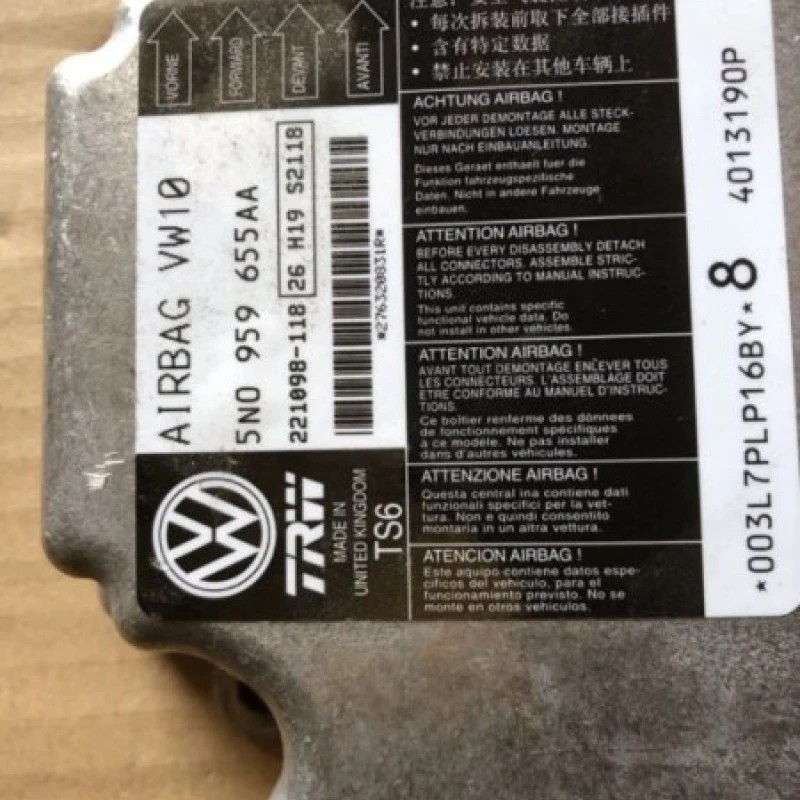 VORNE
FORWARD
DEVANT
AVANTI
AIRBAG VW10
5N0 959 655AA
221098-118 26 H19 S2118
*276320831R*
VW
TRW
MADE IN
UNITED KINGDOM
TS6
• 每次拆装前取下全部接插件
• 含有特定数据
• 禁止安装在其他车辆上
ACHTUNG AIRBAG !
VOR JEDER DEMONTAGE ALLE STECK-
VERBINDUNGEN LOESEN. MONTAGE
NUR NACH EINBAUANLEITUNG.
Dieses Geraet enthaelt fuer die
Funktion fahrzeugspezifische
Daten. Nicht in andere Fahrzeuge
einbauen.
ATTENTION AIRBAG !
BEFORE EVERY DISASSEMBLY DETACH
ALL CONNECTORS. ASSEMBLE STRIC-
TLY ACCORDING TO MANUAL INSTRUC-
TIONS
This unit contains specific
functional vehicle data. Do
not install in other vehicles.
ATTENTION AIRBAG !
AVANT TOUT DEMONTAGE ENLEVER TOUS
LES CONNECTEURS. L'ASSEMBLAGE DOIT
ETRE CONFORME AU MANUEL D'INSTRUC-
TIONS.
Ce boîtier renferme des données
de fonctionnement spécifiques
à ce modèle. Ne pas installer
dans d'autres véhicules.
ATTENZIONE AIRBAG !
Questa central ina contiene dati
funzionali specifici per la vet-
tura. Non e quindi consentito
montaria in un altra vettura.
ATENCION AIRBAG !
Este aquipo contiene datos espe-
cificos del vehiculo, para el
funcionamiento previsto. No se
monte en otros vehiculos.
*003L7PLP16BY* 8 4013190P